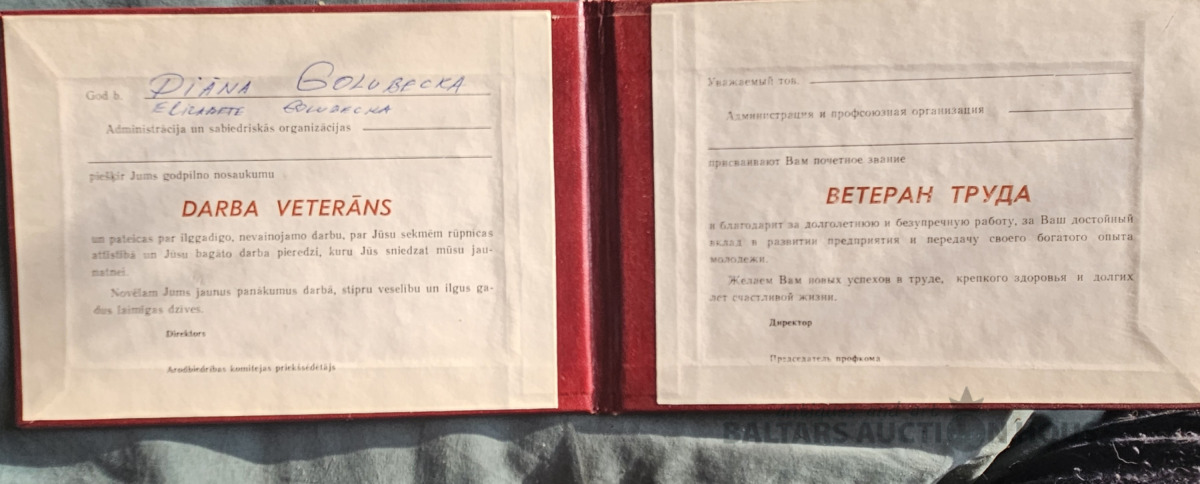 God b. DIĀNA GOLUBECKA
ELIZABETE GOLUBECKA
Administrācija un sabiedriskās organizācijas
piešķir Jums godpilno nosaukumu
DARBA VETERĀNS
un pateicas par ilggadīgo, nevainojamo darbu, par Jūsu sekmēm rūpnīcas
attīstībā un Jūsu bagāto darba pieredzi, kuru Jūs sniedzat mūsu jau-
natnei.
Novēlam Jums jaunus panākumus darbā, stipru veselību un ilgus ga-
dus laimīgas dzīves.
Direktors
Arodbiedrības komitejas priekšsēdētājs
Уважаемый тов.
Администрация и профсоюзная организация
присваивают Вам почетное звание
ВЕТЕРАН ТРУДА
и благодарит за долголетнюю и безупречную работу, за Ваш достойный
вклад в развитии предприятия и передачу своего богатого опыта
молодежи.
Желаем Вам новых успехов в труде, крепкого здоровья и долгих
лет счастливой жизни.
Директор
Председатель профкома
BALTARS AUCTION HOUSE